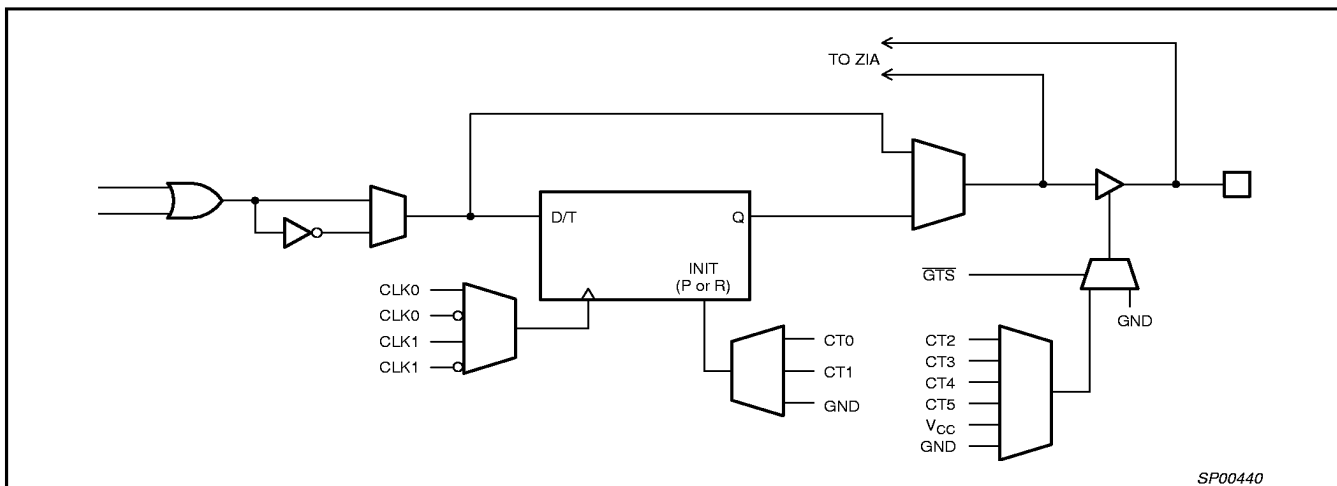 TO ZIA
D/T
Q
INIT
(P or R)
GTS
CLK0
CLK0
CLK1
CLK1
CT0
CT1
GND
GND
CT2
CT3
CT4
CT5
VCC
GND
SP00440